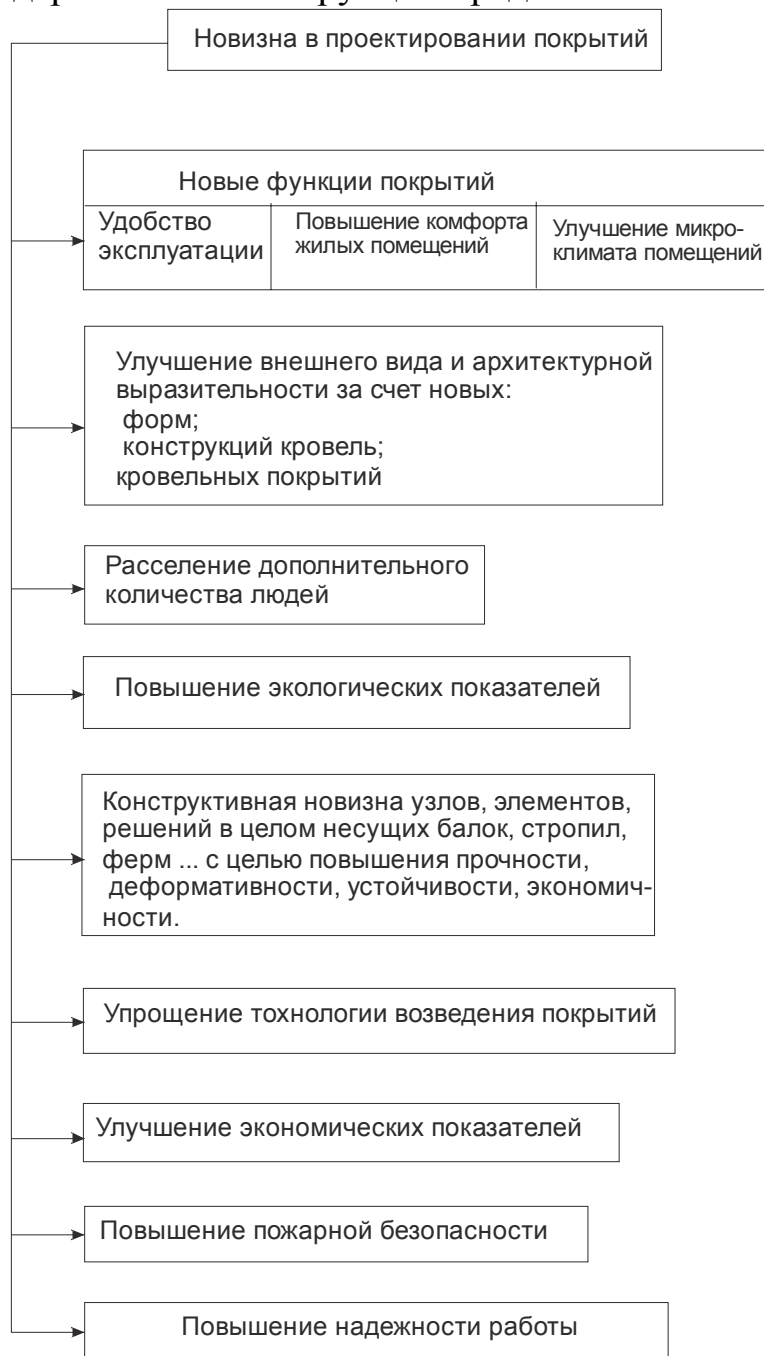 Новизна в проектировании покрытий
Новые функции покрытий
Удобство
эксплуатации
Повышение комфорта
жилых помещений
Улучшение микро-
климата помещений
Улучшение внешнего вида и архитектурной
выразительности за счет новых:
форм;
конструкций кровель;
кровельных покрытий
Расселение дополнительного
количества людей
Повышение экологических показателей
Конструктивная новизна узлов, элементов,
решений в целом несущих балок, стропил,
ферм ... с целью повышения прочности,
деформативности, устойчивости, экономич-
ности.
Упрощение тохнологии возведения покрытий
Улучшение экономических показателей
Повышение пожарной безопасности
Повышение надежности работы